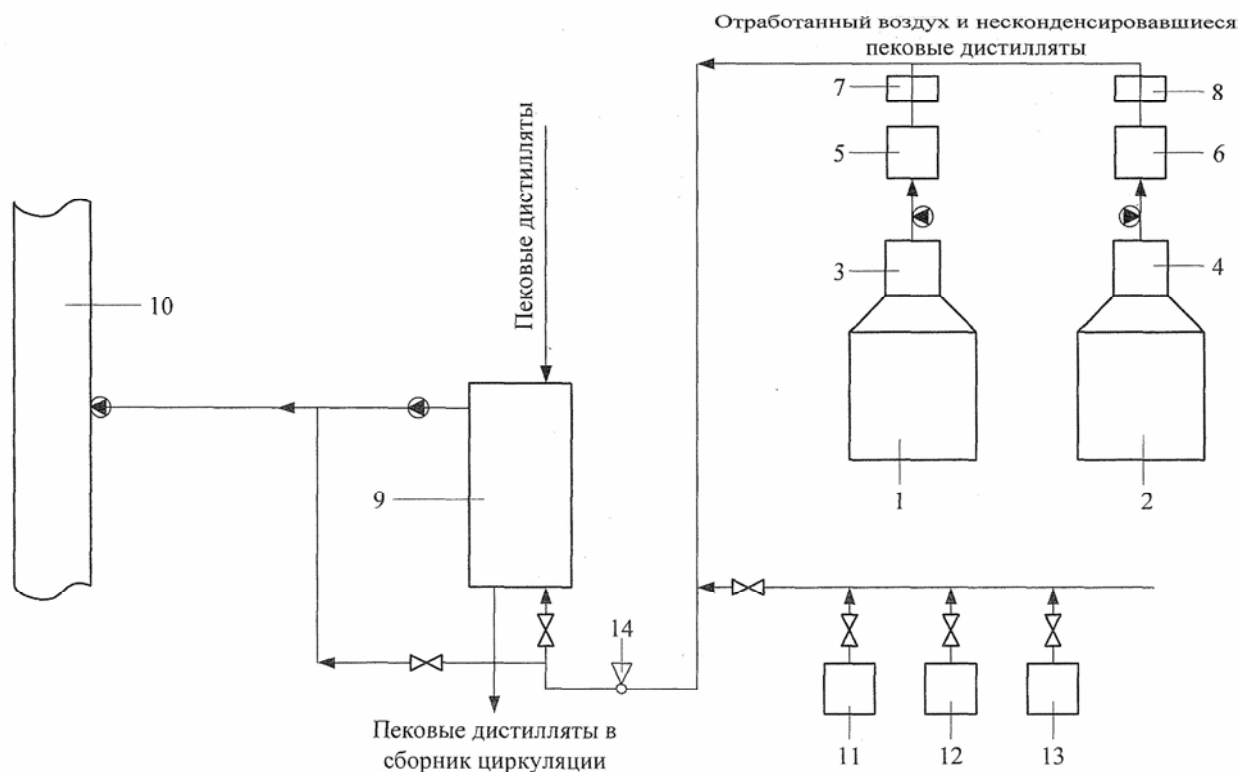 Отработанный воздух и несконденсировавшиеся
пековые дистилляты
7
8
5
6
3
4
Пековые дистилляты
10
9
1
2
14
11
12
13
Пековые дистилляты в
сборник циркуляции